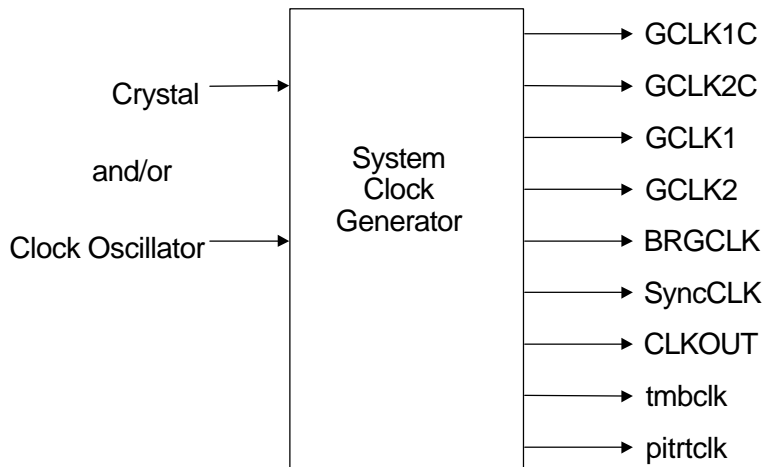 Crystal
and/or
Clock Oscillator
System
Clock
Generator
GCLK1C
GCLK2C
GCLK1
GCLK2
BRGCLK
SyncCLK
CLKOUT
tmbclk
pitrtclk